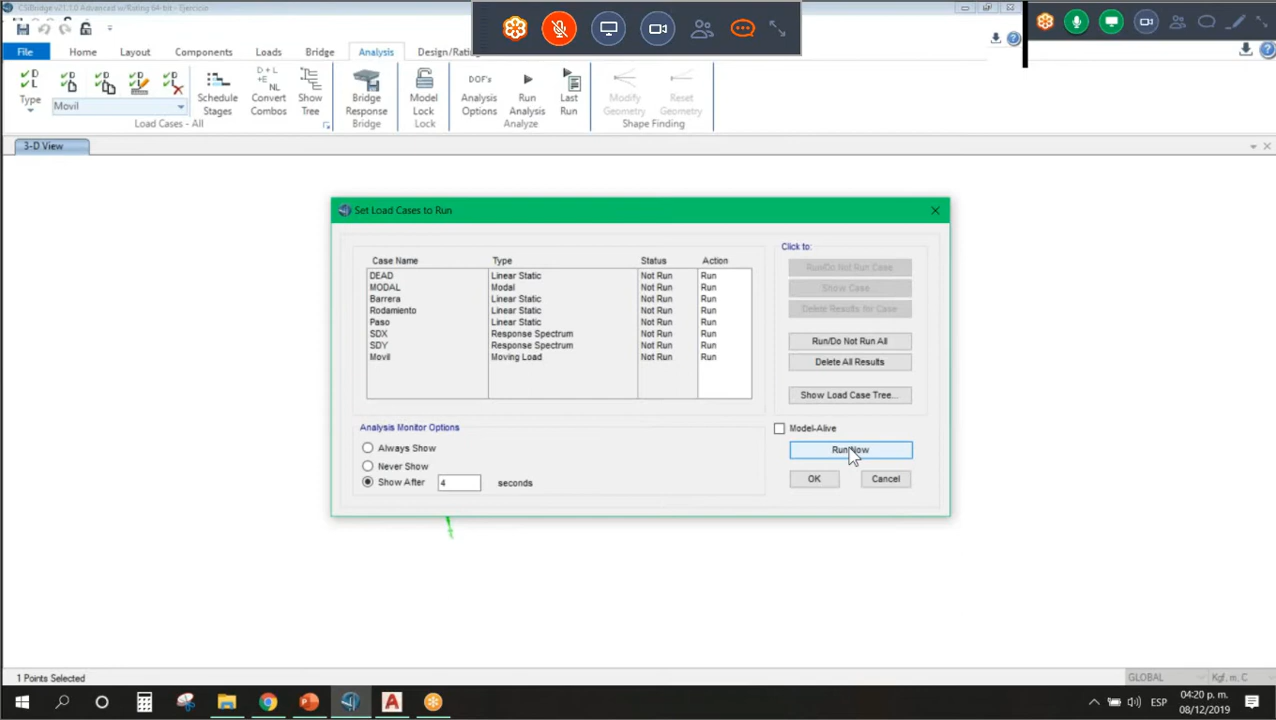 CSiBridge v21.1.0 Advanced w/Rating 64-bit - Ejercicio
File Home Layout Components Loads Bridge Analysis Design/Rating
Type
Movil
Schedule Stages
Convert Combos
Show Tree
Bridge Response
Model Lock
DOF's
Analysis Options
Run Analysis
Last Run
Modify Geometry
Reset Geometry
Load Cases - All
Bridge
Lock
Analyze
Shape Finding
3-D View
Set Load Cases to Run
Click to:
Case Name Type Status Action
DEAD Linear Static Not Run Run
MODAL Modal Not Run Run
Barrera Linear Static Not Run Run
Rodamiento Linear Static Not Run Run
Paso Linear Static Not Run Run
SDX Response Spectrum Not Run Run
SDY Response Spectrum Not Run Run
Movil Moving Load Not Run Run
Run/Do Not Run Case
Show Case...
Delete Results for Case
Run/Do Not Run All
Delete All Results
Show Load Case Tree...
Analysis Monitor Options
Always Show
Never Show
Show After 4 seconds
Model-Alive
Run Now
OK Cancel
1 Points Selected
GLOBAL
Kgf, m, C
ESP
04:20 p. m.
08/12/2019